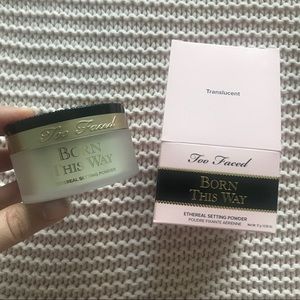 Too Faced
BORN
THIS WAY
ETHEREAL SETTING POWDER
Translucent
Too Faced
BORN
THIS WAY
ETHEREAL SETTING POWDER
POUDRE FIXANTE AÉRIENNE